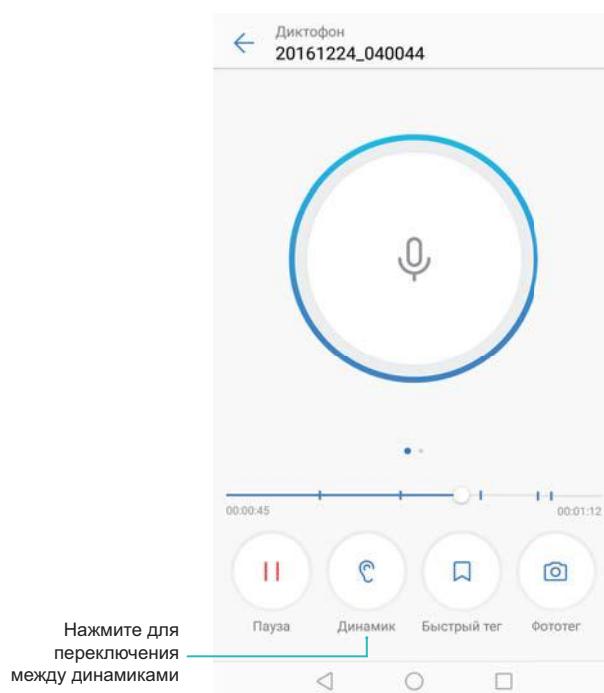 Диктофон
20161224_040044
00:00:45
00:01:12
Пауза
Динамик
Быстрый тег
Фототег
Нажмите для
переключения
между динамиками